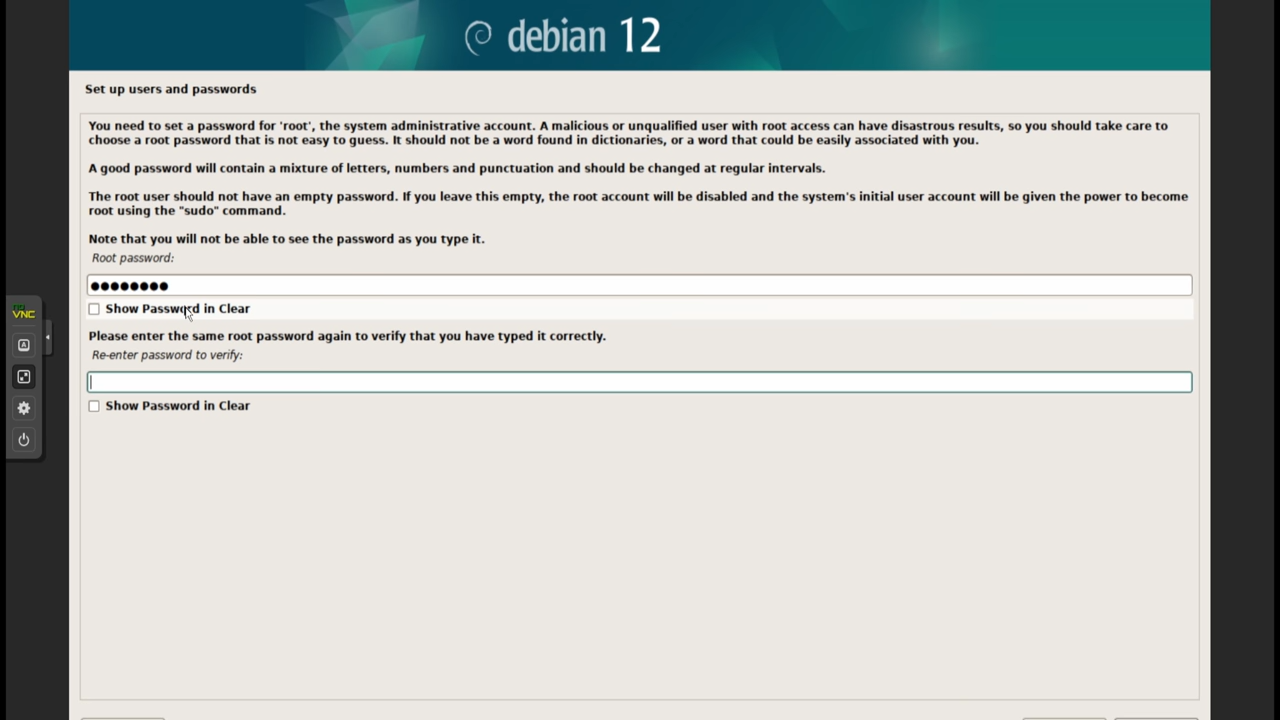 debian 12
Set up users and passwords
You need to set a password for 'root', the system administrative account. A malicious or unqualified user with root access can have disastrous results, so you should take care to
choose a root password that is not easy to guess. It should not be a word found in dictionaries, or a word that could be easily associated with you.
A good password will contain a mixture of letters, numbers and punctuation and should be changed at regular intervals.
The root user should not have an empty password. If you leave this empty, the root account will be disabled and the system's initial user account will be given the power to become
root using the "sudo" command.
Note that you will not be able to see the password as you type it.
Root password:
●●●●●●●●
Show Password in Clear
Please enter the same root password again to verify that you have typed it correctly.
Re-enter password to verify:
Show Password in Clear
no
VNC
A